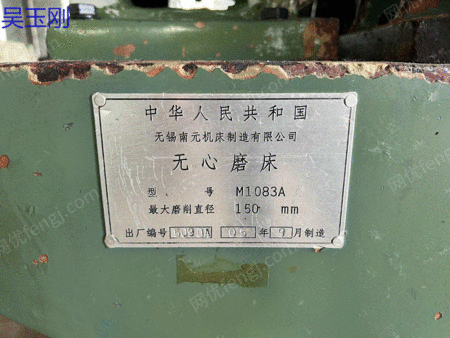 吴玉刚
中华人民共和国
无锡南元机床制造有限公司
无心磨床
型 号 M1083A
最大磨削直径 150 mm
出厂编号 05 年 9 月制造